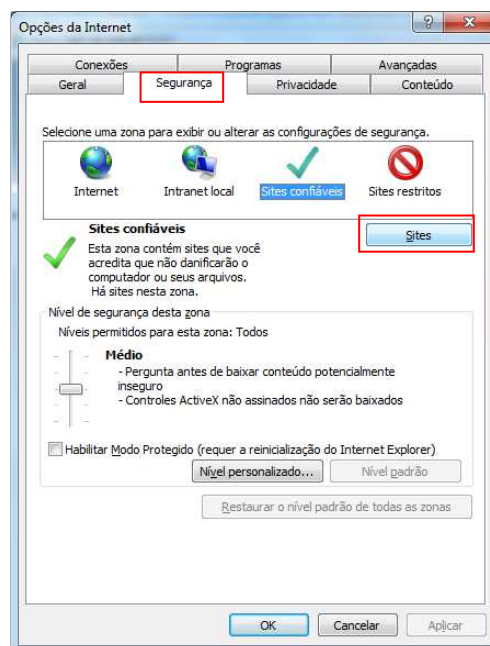 Opções da Internet
Conexões Programas Avançadas
Geral Segurança Privacidade Conteúdo
Selecione uma zona para exibir ou alterar as configurações de segurança.
Internet Intranet local Sites confiáveis Sites restritos
Sites confiáveis
Sites
Esta zona contém sites que você
acredita que não danificarão o
computador ou seus arquivos.
Há sites nesta zona.
Nível de segurança desta zona
Níveis permitidos para esta zona: Todos
Médio
- Pergunta antes de baixar conteúdo potencialmente
inseguro
- Controles ActiveX não assinados não serão baixados
Habilitar Modo Protegido (requer a reinicialização do Internet Explorer)
Nível personalizado... Nível padrão
Restaurar o nível padrão de todas as zonas
OK Cancelar Aplicar